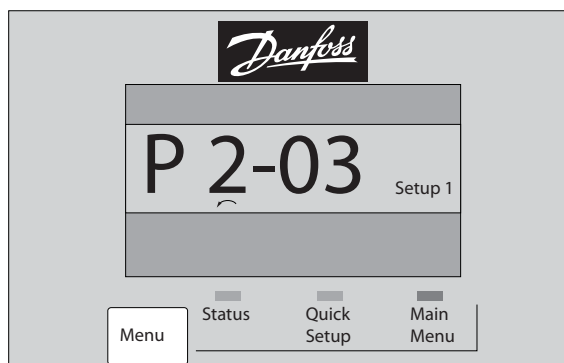 Danfoss
P 2-03
Setup 1
Menu
Status
Quick
Setup
Main
Menu